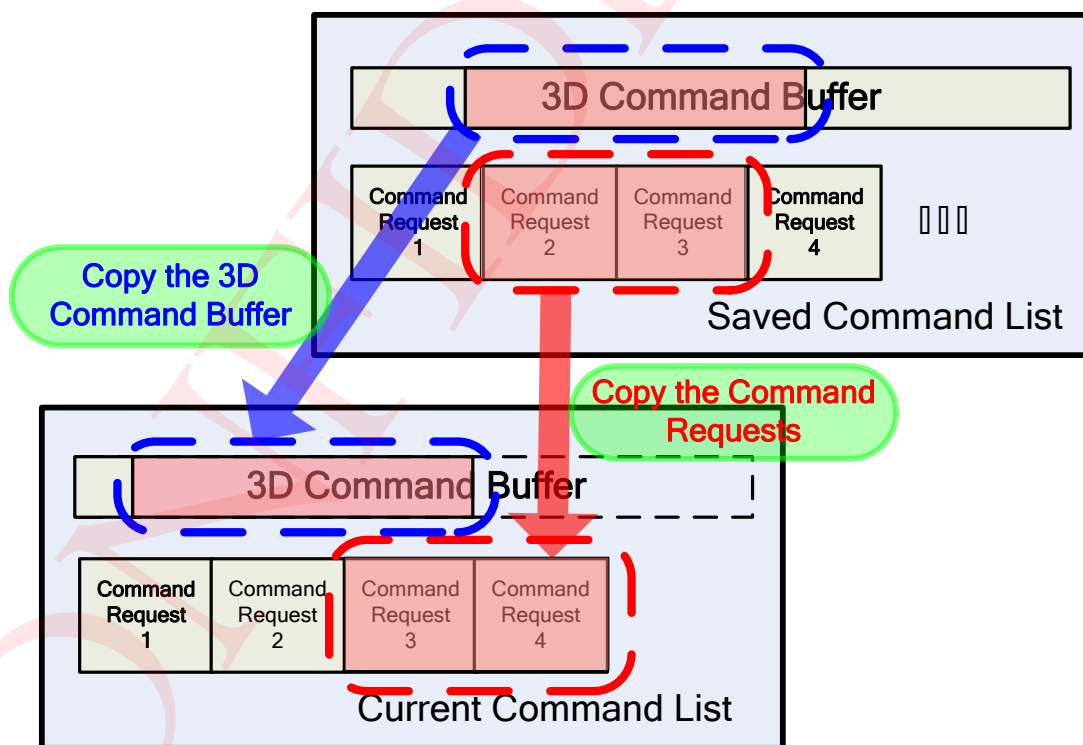 3D Command Buffer
Command
Request
1
Command
Request
2
Command
Request
3
Command
Request
4
Saved Command List
Copy the 3D
Command Buffer
Copy the Command
Requests
3D Command Buffer
Command
Request
1
Command
Request
2
Command
Request
3
Command
Request
4
Current Command List